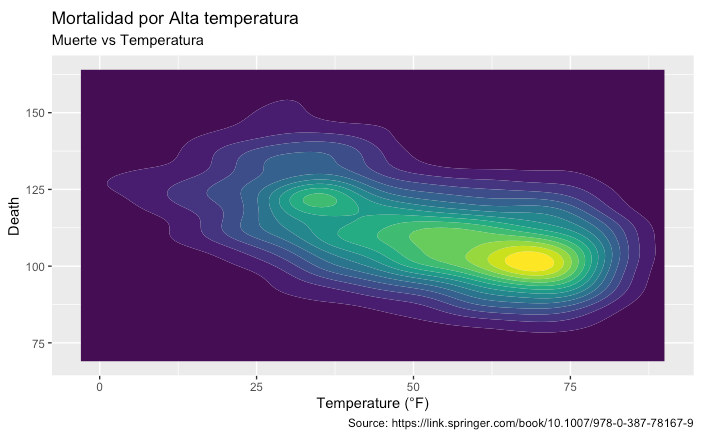 Mortalidad por Alta temperatura
Muerte vs Temperatura
150
125
100
75
Death
0 25 50 75
Temperature (°F)
Source: https://link.springer.com/book/10.1007/978-0-387-78167-9